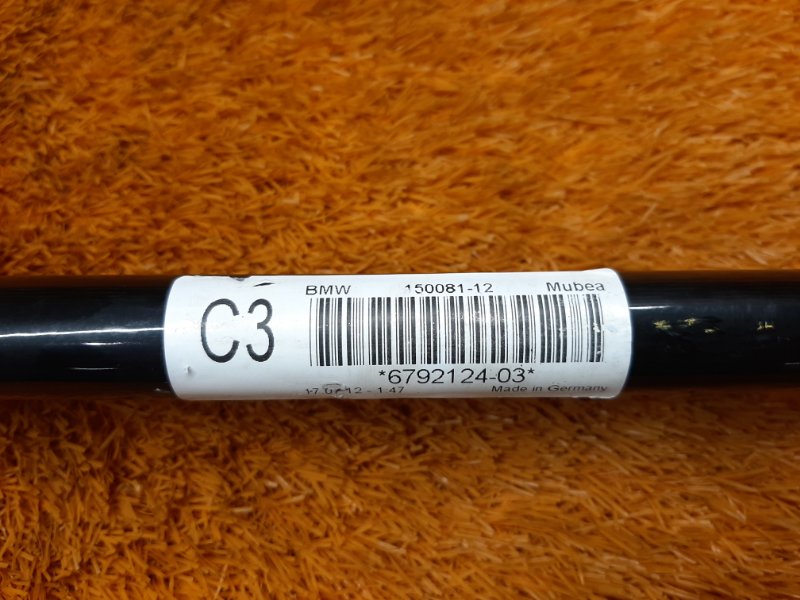 C3
BMW 150081-12 Mubea
*6792124-03*
Made in Germany